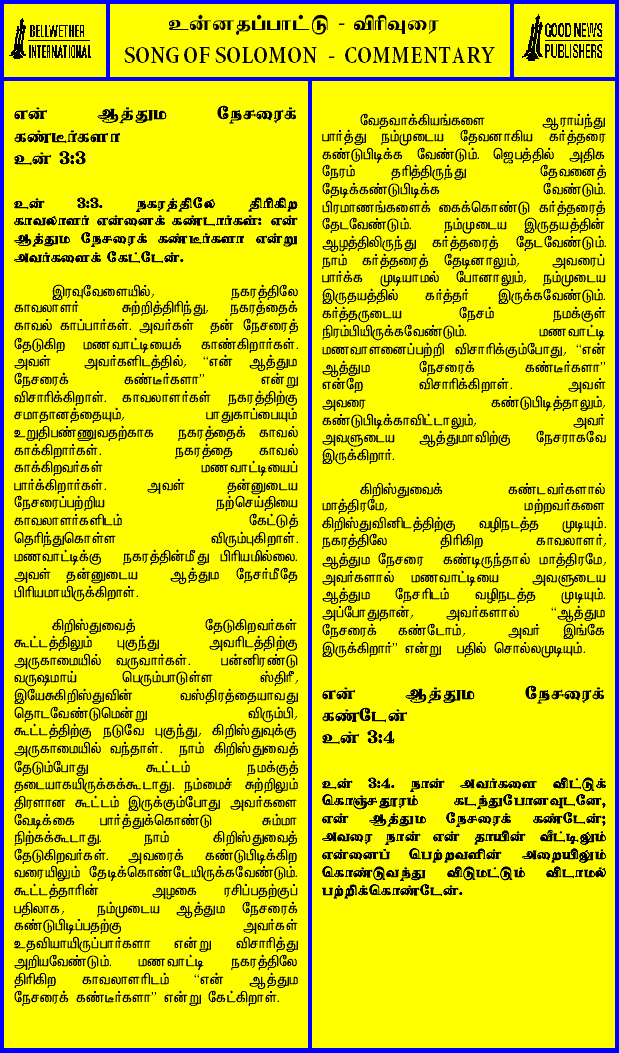 BELLWETHER
INTERNATIONAL
உன்னதப்பாட்டு - விரிவுரை
SONG OF SOLOMON - COMMENTARY
GOOD NEWS
PUBLISHERS
என் ஆத்தும நேசரைக்
கண்டீர்களா
உன் 3:3
உன் 3:3. நகரத்திலே திரிகிற
காவலாளர் என்னைக் கண்டார்கள்: என்
ஆத்தும நேசரைக் கண்டீர்களா என்று
அவர்களைக் கேட்டேன்.
இரவுவேளையில், நகரத்திலே
காவலாளர் சுற்றித்திரிந்து, நகரத்தைக்
காவல் காப்பார்கள். அவர்கள் தன் நேசரைத்
தேடுகிற மணவாட்டியைக் காண்கிறார்கள்.
அவள் அவர்களிடத்தில், “என் ஆத்தும
நேசரைக் கண்டீர்களா” என்று
விசாரிக்கிறாள். காவலாளர்கள் நகரத்திற்கு
சமாதானத்தையும், பாதுகாப்பையும்
உறுதிபண்ணுவதற்காக நகரத்தைக் காவல்
காக்கிறார்கள். நகரத்தை காவல்
காக்கிறவர்கள் மணவாட்டியைப்
பார்க்கிறார்கள். அவள் தன்னுடைய
நேசரைப்பற்றிய நற்செய்தியை
காவலாளர்களிடம் கேட்டுத்
தெரிந்துகொள்ள விரும்புகிறாள்.
மணவாட்டிக்கு நகரத்தின்மீது பிரியமில்லை.
அவள் தன்னுடைய ஆத்தும நேசர்மீதே
பிரியமாயிருக்கிறாள்.
கிறிஸ்துவைத் தேடுகிறவர்கள்
கூட்டத்திலும் புகுந்து அவரிடத்திற்கு
அருகாமையில் வருவார்கள். பன்னிரண்டு
வருஷமாய் பெரும்பாடுள்ள ஸ்திரீ,
இயேசுகிறிஸ்துவின் வஸ்திரத்தையாவது
தொடவேண்டுமென்று விரும்பி,
கூட்டத்திற்கு நடுவே புகுந்து, கிறிஸ்துவுக்கு
அருகாமையில் வந்தாள். நாம் கிறிஸ்துவைத்
தேடும்போது கூட்டம் நமக்குத்
தடையாகயிருக்கக்கூடாது. நம்மைச் சுற்றிலும்
திரளான கூட்டம் இருக்கும்போது அவர்களை
வேடிக்கை பார்த்துக்கொண்டு சும்மா
நிற்கக்கூடாது. நாம் கிறிஸ்துவைத்
தேடுகிறவர்கள். அவரைக் கண்டுபிடிக்கிற
வரையிலும் தேடிக்கொண்டேயிருக்கவேண்டும்.
கூட்டத்தாரின் அழகை ரசிப்பதற்குப்
பதிலாக, நம்முடைய ஆத்தும நேசரைக்
கண்டுபிடிப்பதற்கு அவர்கள்
உதவியாயிருப்பார்களா என்று விசாரித்து
அறியவேண்டும். மணவாட்டி நகரத்திலே
திரிகிற காவலாளரிடம் “என் ஆத்தும
நேசரைக் கண்டீர்களா” என்று கேட்கிறாள்.
வேதவாக்கியங்களை ஆராய்ந்து
பார்த்து நம்முடைய தேவனாகிய கர்த்தரை
கண்டுபிடிக்க வேண்டும். ஜெபத்தில் அதிக
நேரம் தரித்திருந்து தேவனைத்
தேடிக்கண்டுபிடிக்க வேண்டும்.
பிரமாணங்களைக் கைக்கொண்டு கர்த்தரைத்
தேடவேண்டும். நம்முடைய இருதயத்தின்
ஆழத்திலிருந்து கர்த்தரைத் தேடவேண்டும்.
நாம் கர்த்தரைத் தேடினாலும், அவரைப்
பார்க்க முடியாமல் போனாலும், நம்முடைய
இருதயத்தில் கர்த்தர் இருக்கவேண்டும்.
கர்த்தருடைய நேசம் நமக்குள்
நிரம்பியிருக்கவேண்டும். மணவாட்டி
மணவாளனைப்பற்றி விசாரிக்கும்போது, “என்
ஆத்தும நேசரைக் கண்டீர்களா”
என்றே விசாரிக்கிறாள். அவள்
அவரை கண்டுபிடித்தாலும்,
கண்டுபிடிக்காவிட்டாலும், அவர்
அவளுடைய ஆத்துமாவிற்கு நேசராகவே
இருக்கிறார்.
கிறிஸ்துவைக் கண்டவர்களால்
மாத்திரமே, மற்றவர்களை
கிறிஸ்துவினிடத்திற்கு வழிநடத்த முடியும்.
நகரத்திலே திரிகிற காவலாளர்,
ஆத்தும நேசரை கண்டிருந்தால் மாத்திரமே,
அவர்களால் மணவாட்டியை அவளுடைய
ஆத்தும நேசரிடம் வழிநடத்த முடியும்.
அப்போதுதான், அவர்களால் “ஆத்தும
நேசரைக் கண்டோம், அவர் இங்கே
இருக்கிறார்” என்று பதில் சொல்லமுடியும்.
என் ஆத்தும நேசரைக்
கண்டேன்
உன் 3:4
உன் 3:4. நான் அவர்களை விட்டுக்
கொஞ்சதூரம் கடந்துபோனவுடனே,
என் ஆத்தும நேசரைக் கண்டேன்;
அவரை நான் என் தாயின் வீட்டிலும்
என்னைப் பெற்றவளின் அறையிலும்
கொண்டுவந்து விடுமட்டும் விடாமல்
பற்றிக்கொண்டேன்.